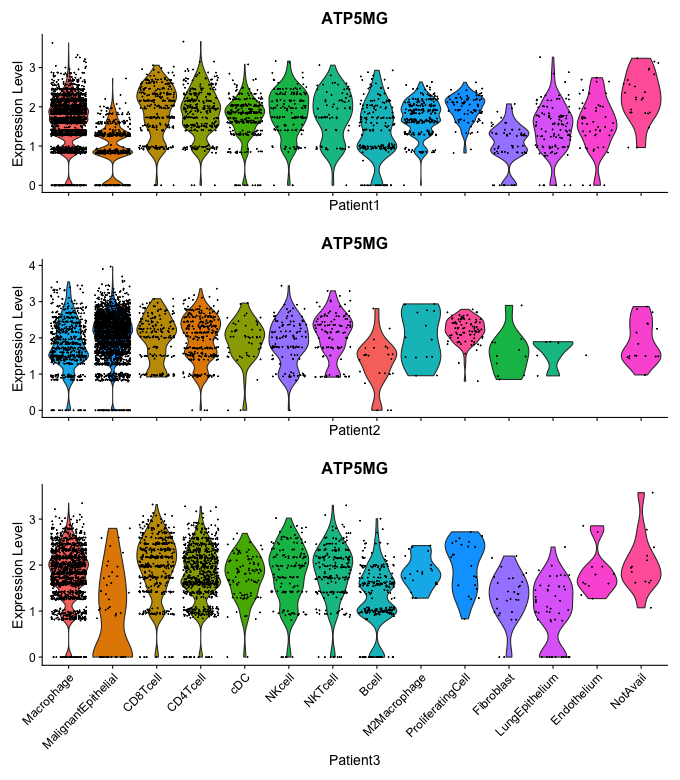 ATP5MG
Expression Level
3
2
1
0
Patient1
ATP5MG
Expression Level
4
3
2
1
0
Patient2
ATP5MG
Expression Level
3
2
1
0
Macrophage
MalignantEpithelial
CD8Tcell
CD4Tcell
cDC
NKcell
NKTcell
Bcell
M2Macrophage
ProliferatingCell
Fibroblast
LungEpithelium
Endothelium
NotAvail
Patient3